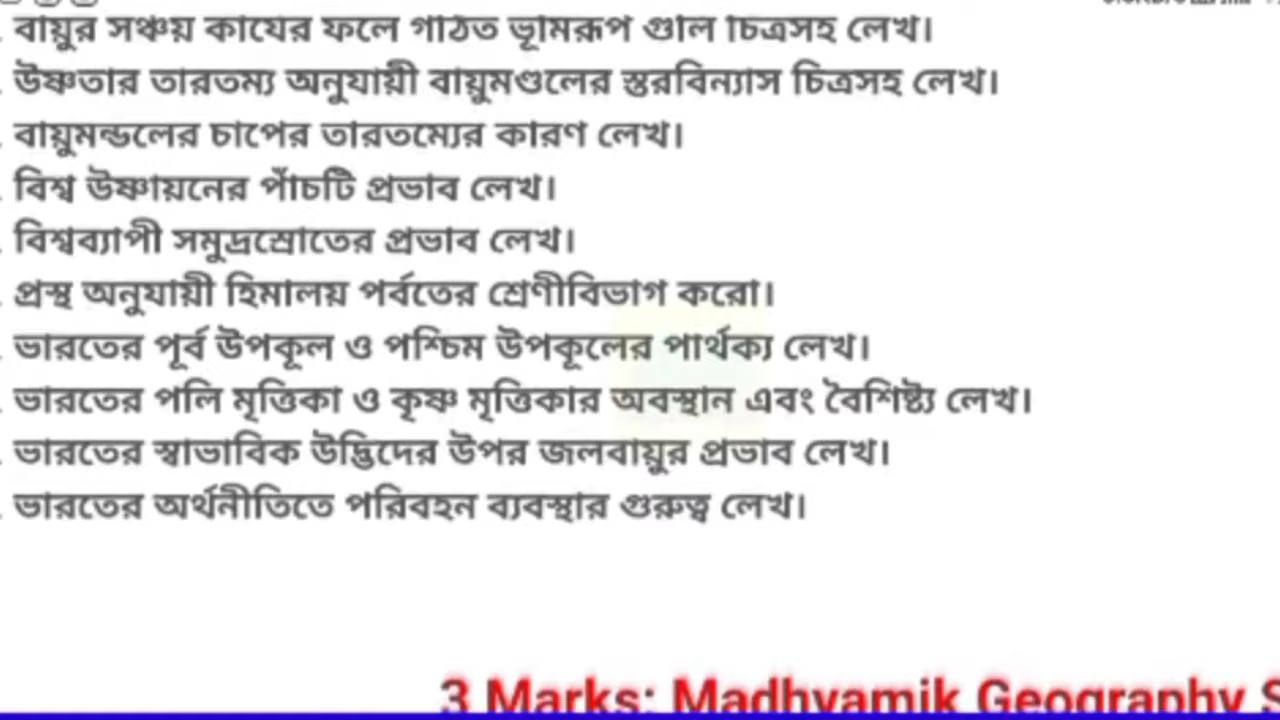 বায়ুর সঞ্চয় কার্যের ফলে গঠিত ভূমিরূপ গুলি চিত্রসহ লেখ।
উষ্ণতার তারতম্য অনুযায়ী বায়ুমণ্ডলের স্তরবিন্যাস চিত্রসহ লেখ।
বায়ুমন্ডলের চাপের তারতম্যের কারণ লেখ।
বিশ্ব উষ্ণায়নের পাঁচটি প্রভাব লেখ।
বিশ্বব্যাপী সমুদ্রস্রোতের প্রভাব লেখ।
প্রস্থ অনুযায়ী হিমালয় পর্বতের শ্রেণীবিভাগ করো।
ভারতের পূর্ব উপকূল ও পশ্চিম উপকূলের পার্থক্য লেখ।
ভারতের পলি মৃত্তিকা ও কৃষ্ণ মৃত্তিকার অবস্থান এবং বৈশিষ্ট্য লেখ।
ভারতের স্বাভাবিক উদ্ভিদের উপর জলবায়ুর প্রভাব লেখ।
ভারতের অর্থনীতিতে পরিবহন ব্যবস্থার গুরুত্ব লেখ।
3 Marks: Madhyamik Geography S